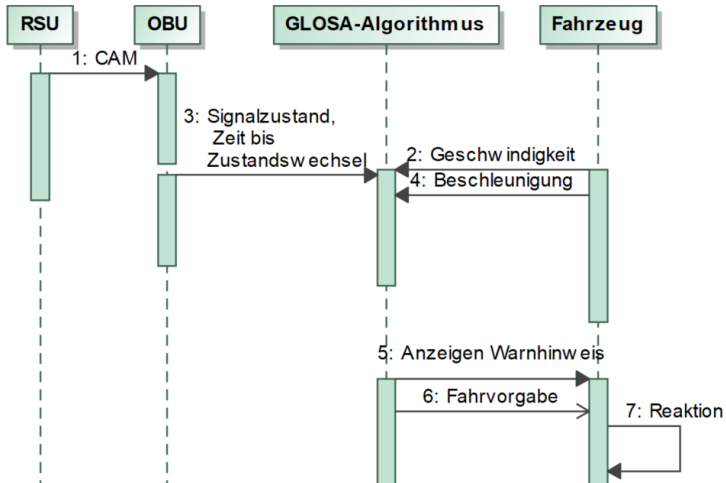 RSU
OBU
GLOSA-Algorithmus
Fahrzeug
1: CAM
3: Signalzustand,
Zeit bis
Zustandswechsel
2: Geschwindigkeit
4: Beschleunigung
5: Anzeigen Warnhinweis
6: Fahrvorgabe
7: Reaktion